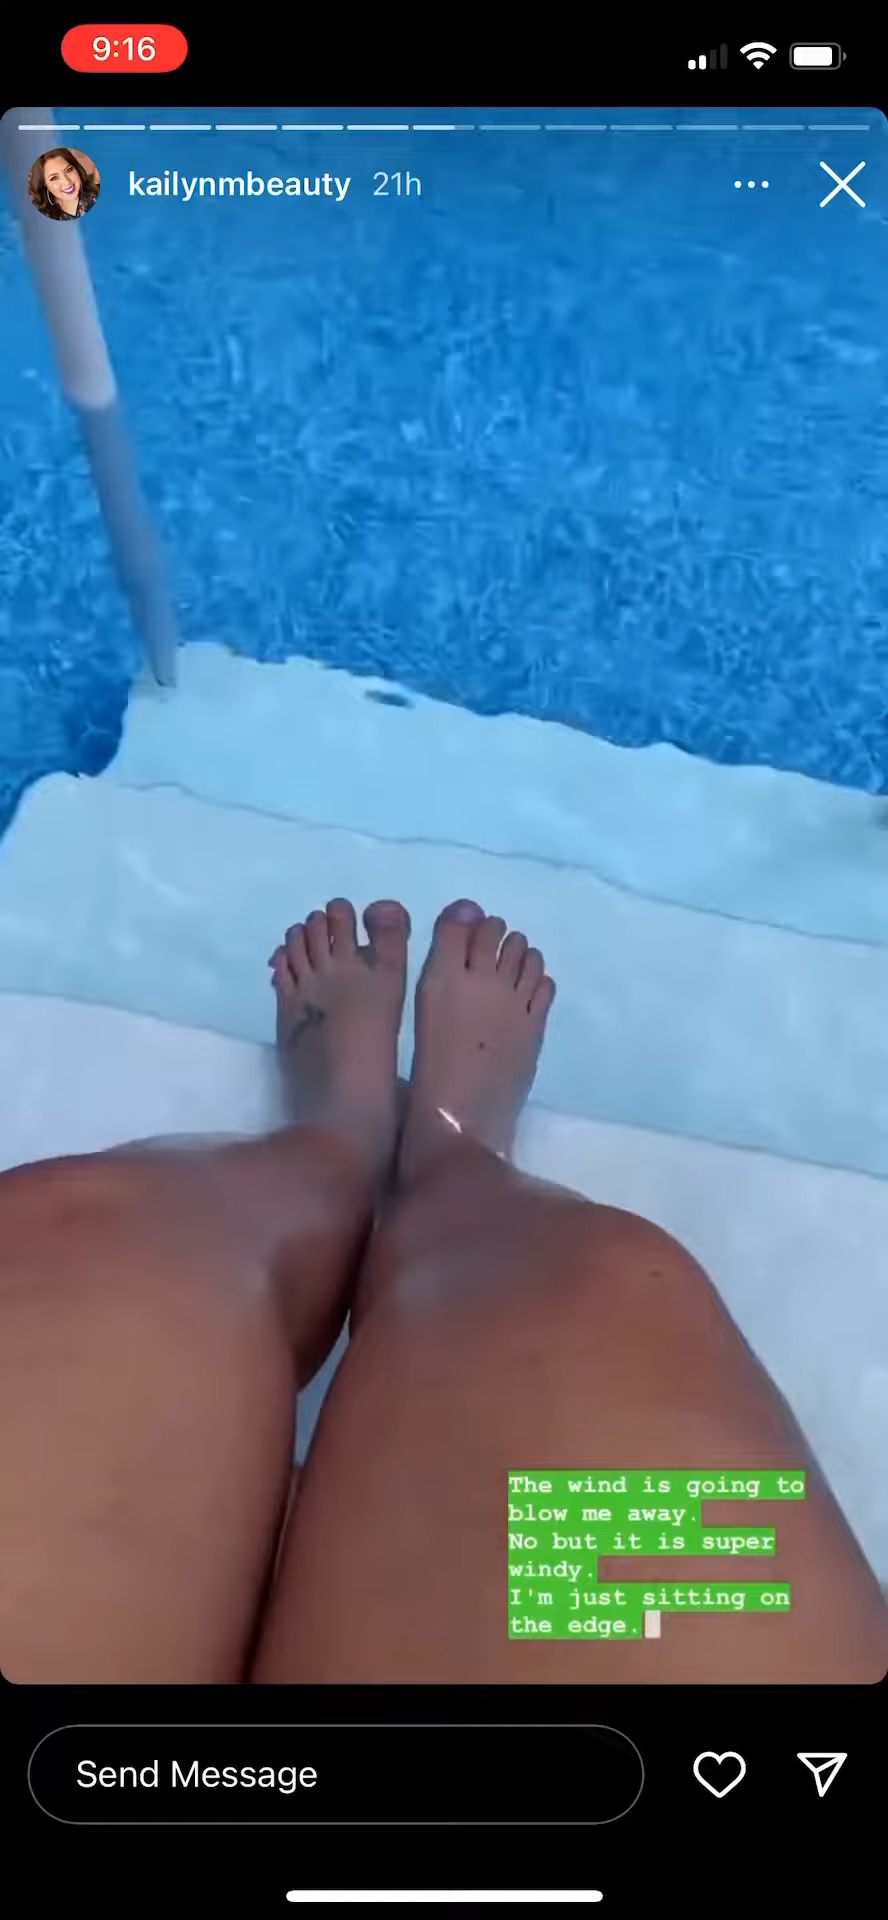 9:16
kailynmbeauty 21h
The wind is going to
blow me away.
No but it is super
windy.
I'm just sitting on
the edge.
Send Message